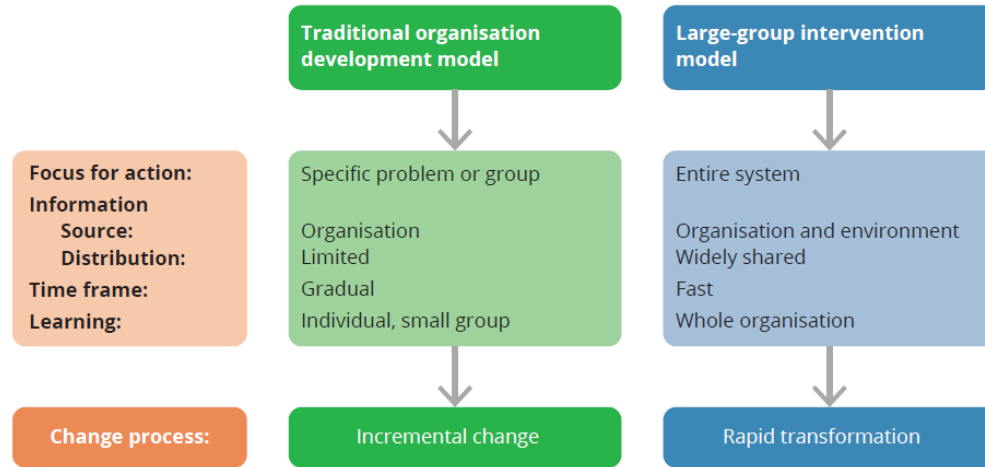 Traditional organisation
development model
Large-group intervention
model
Focus for action:
Information
Source:
Distribution:
Time frame:
Learning:
Specific problem or group
Organisation
Limited
Gradual
Individual, small group
Entire system
Organisation and environment
Widely shared
Fast
Whole organisation
Change process:
Incremental change
Rapid transformation